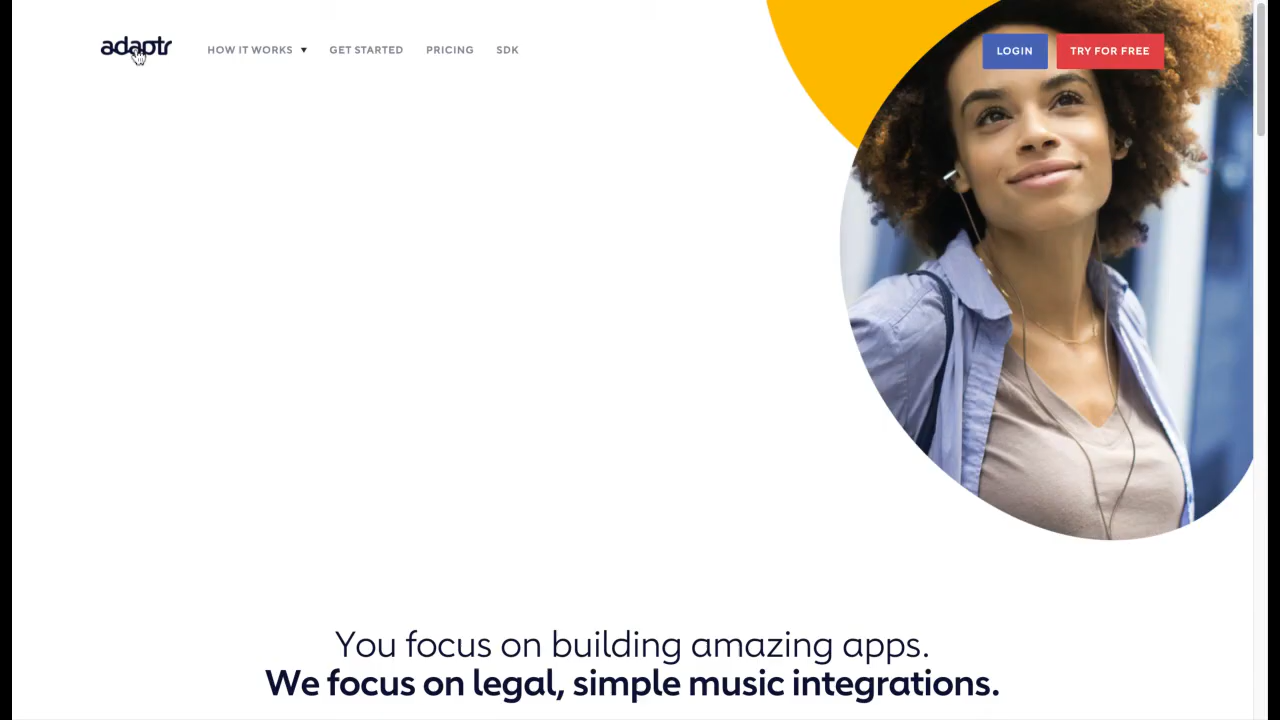 adaptr
HOW IT WORKS ▼ GET STARTED PRICING SDK
LOGIN TRY FOR FREE
You focus on building amazing apps.
We focus on legal, simple music integrations.